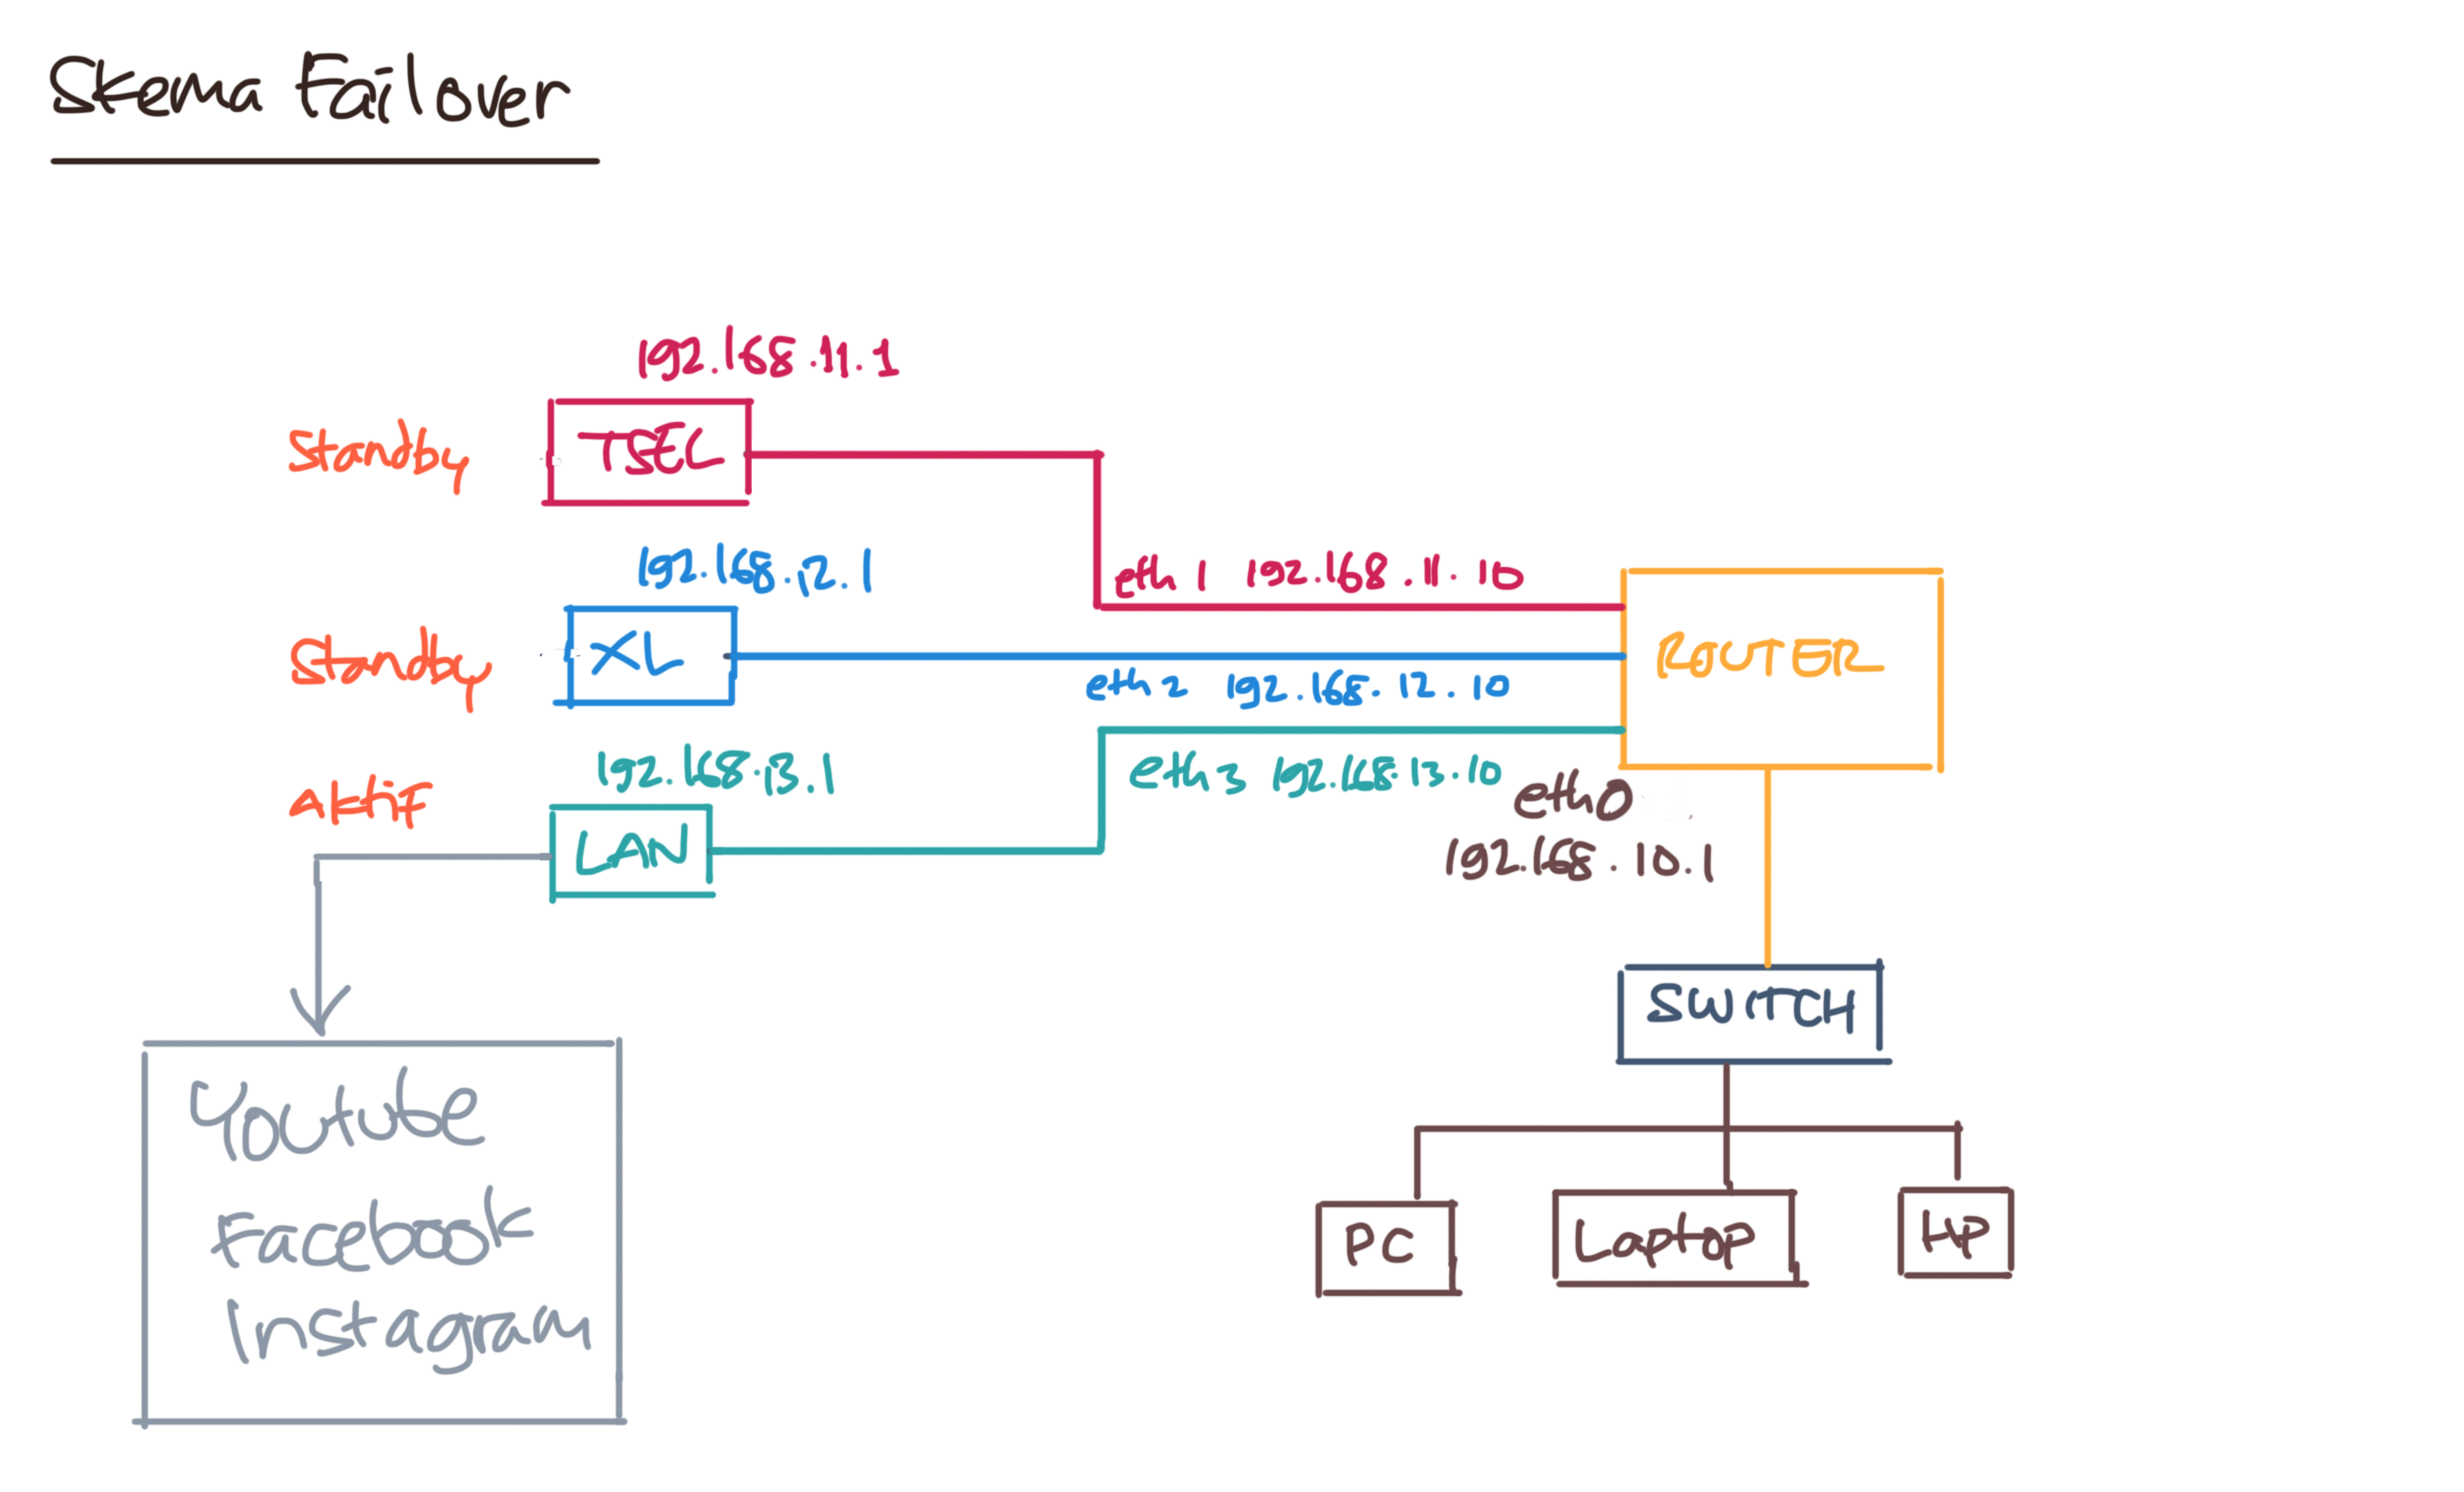 Skema Failover
192.168.11.1
Standby
TSEL
192.168.12.1
eth 1 192.168.11.10
Standby
XL
ROUTER
eth 2 192.168.12.10
192.168.13.1
eth 3 192.168.13.10
Aktif
LAN
eth0
192.168.10.1
SWITCH
Youtube
Facebook
instagram
PC
Laptop
HP